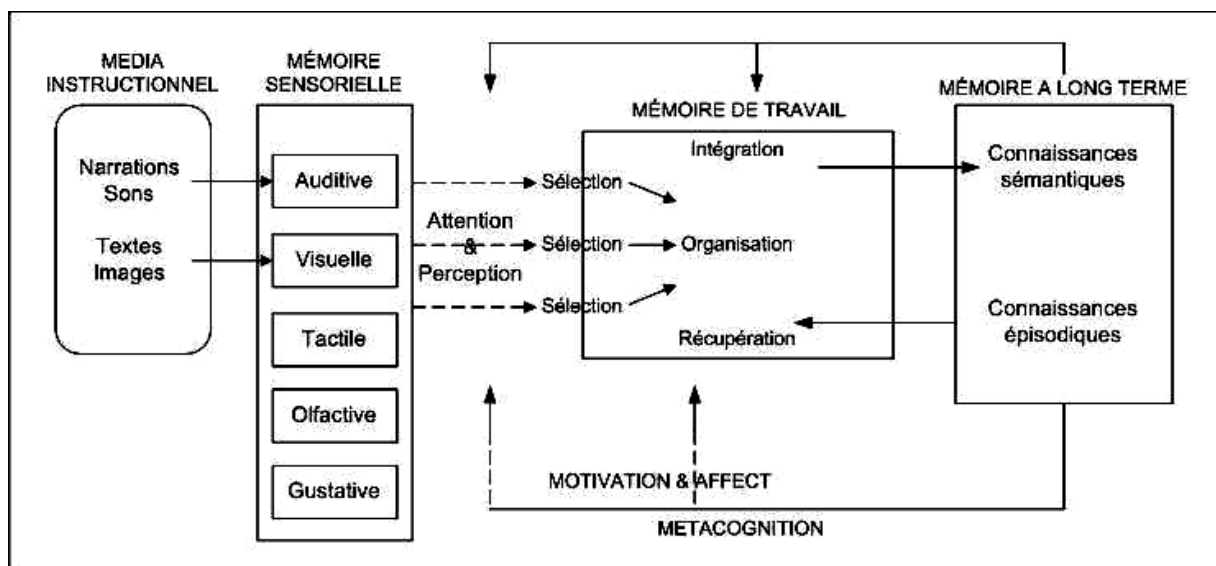 MEDIA
INSTRUCTIONNEL
Narrations
Sons
Textes
Images
MÉMOIRE
SENSORIELLE
Auditive
Visuelle
Tactile
Olfactive
Gustative
Attention
&
Perception
Sélection
Sélection
Sélection
MÉMOIRE DE TRAVAIL
Intégration
Organisation
Récupération
MÉMOIRE A LONG TERME
Connaissances
sémantiques
Connaissances
épisodiques
MOTIVATION & AFFECT
METACOGNITION